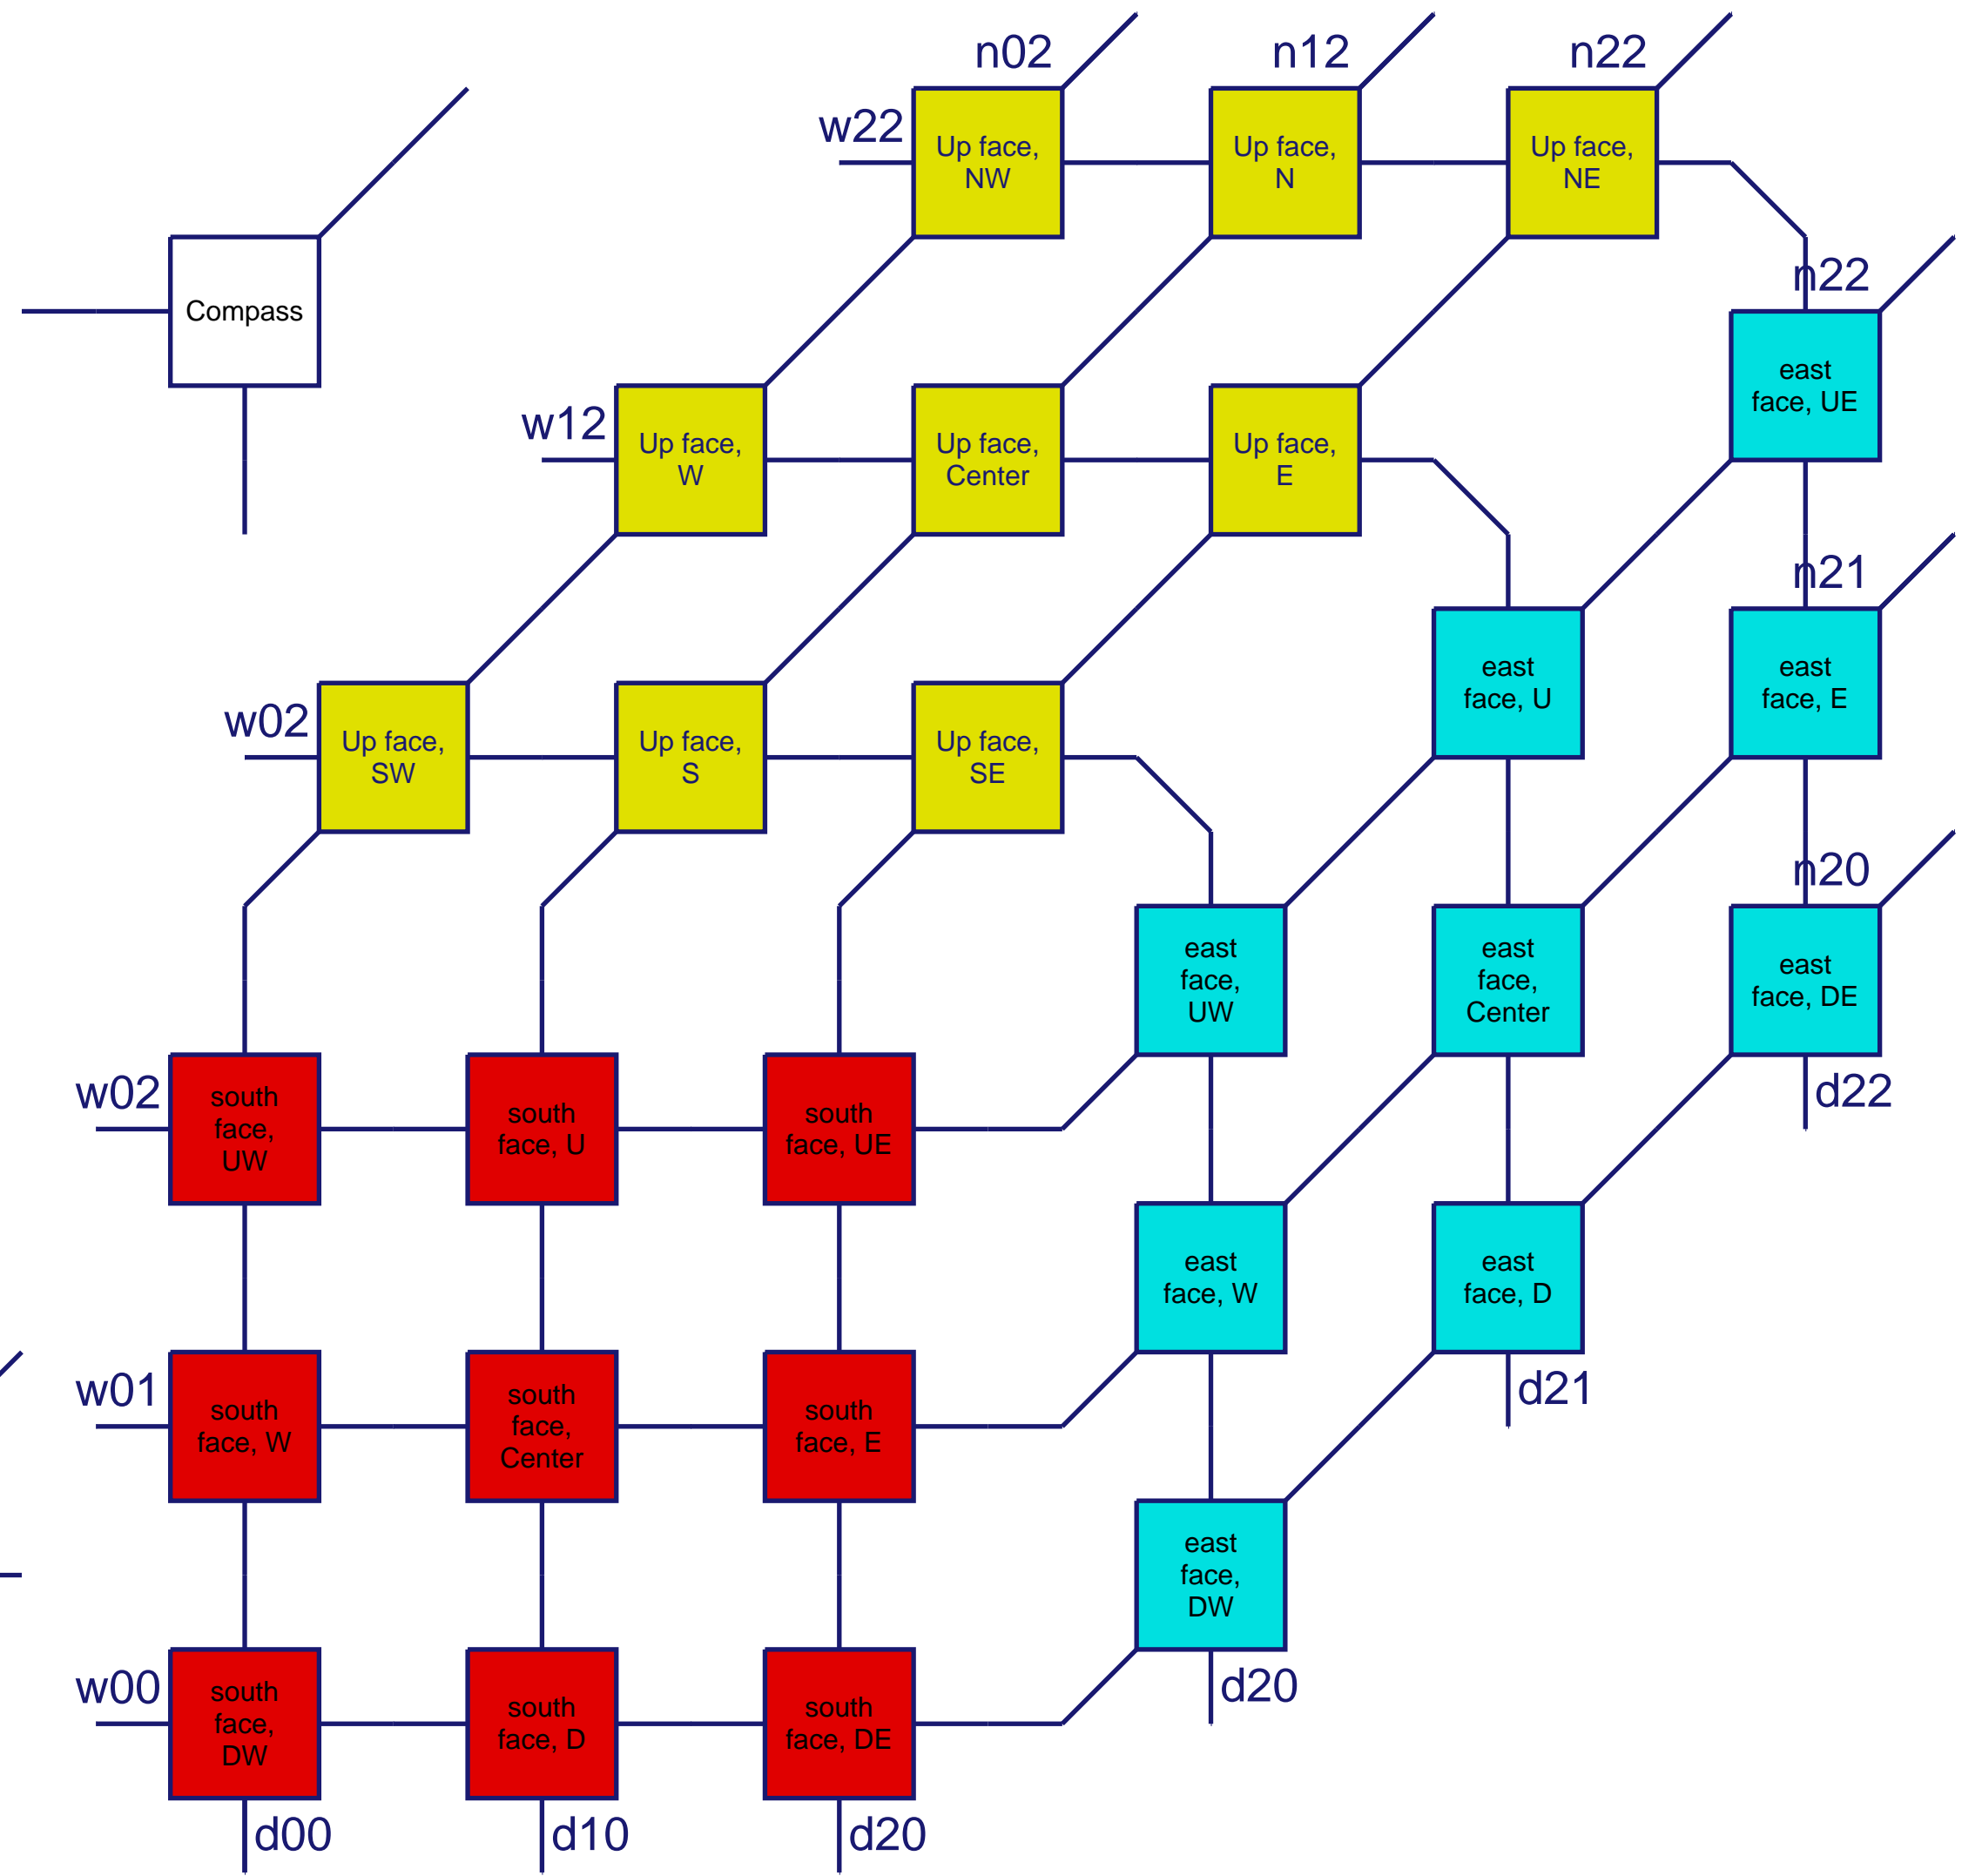 n02
n12
n22
w22
Up face,
NW
Up face,
N
Up face,
NE
Compass
n22
east
face, UE
w12
Up face,
W
Up face,
Center
Up face,
E
n21
east
face, U
east
face, E
w02
Up face,
SW
Up face,
S
Up face,
SE
n20
east
face,
UW
east
face,
Center
east
face, DE
w02
south
face,
UW
south
face, U
south
face, UE
d22
east
face, W
east
face, D
w01
south
face, W
south
face,
Center
south
face, E
d21
east
face,
DW
w00
south
face,
DW
south
face, D
south
face, DE
d20
d00
d10
d20